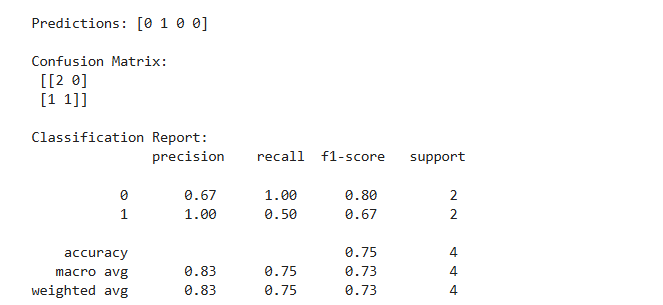 Predictions: [0 1 0 0]
Confusion Matrix:
[[2 0]
[1 1]]
Classification Report:
precision recall f1-score support
0 0.67 1.00 0.80 2
1 1.00 0.50 0.67 2
accuracy 0.75 4
macro avg 0.83 0.75 0.73 4
weighted avg 0.83 0.75 0.73 4